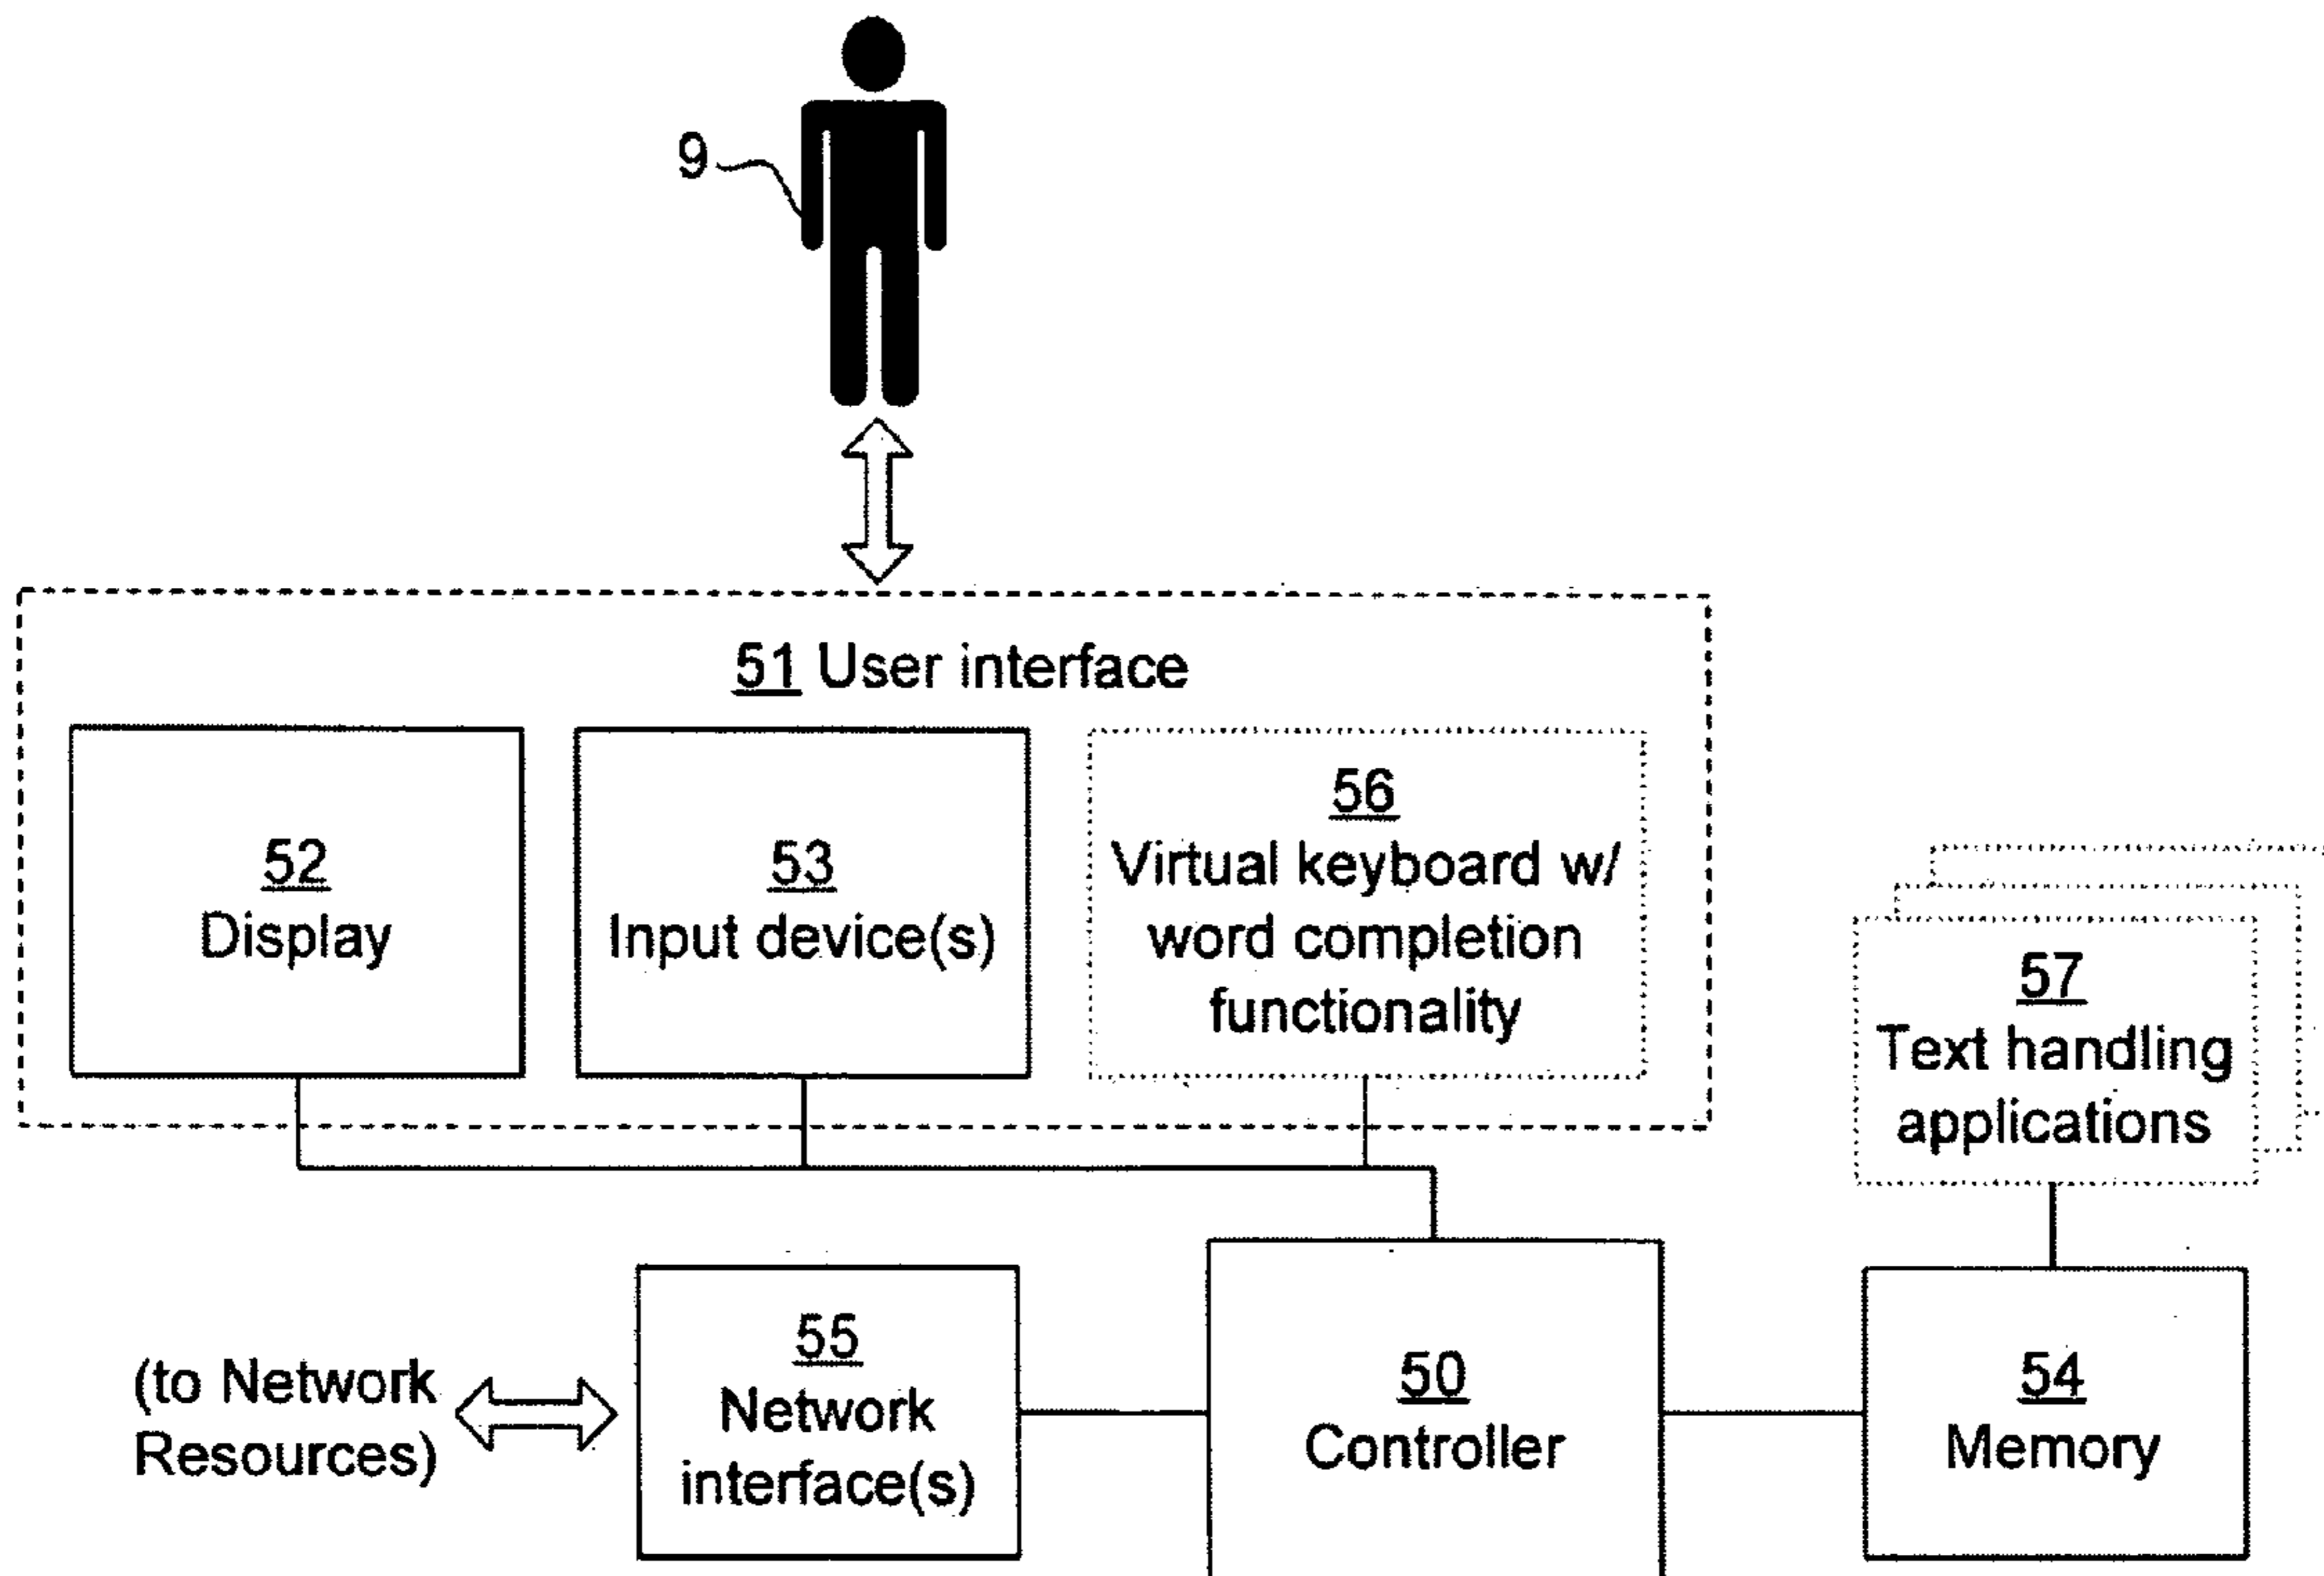 9
51 User interface
52
Display
53
Input device(s)
56
Virtual keyboard w/
word completion
functionality
57
Text handling
applications
(to Network
Resources)
55
Network
interface(s)
50
Controller
54
Memory